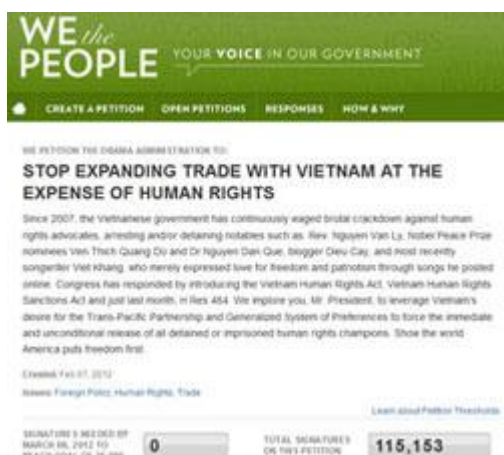 WE the
PEOPLE YOUR VOICE IN OUR GOVERNMENT
CREATE A PETITION OPEN PETITIONS RESPONSES HOW & WHY
WE PETITION THE OBAMA ADMINISTRATION TO:
STOP EXPANDING TRADE WITH VIETNAM AT THE
EXPENSE OF HUMAN RIGHTS
Since 2007, the Vietnamese government has continuously waged brutal crackdown against human
rights advocates, arresting and/or detaining notables such as: Rev. Nguyen Van Ly, Nobel Peace Prize
nominees Ven Thich Quang Do and Dr Nguyen Dan Que, blogger Dieu Cay, and most recently
songwriter Viet Khang, who merely expressed love for freedom and patriotism through songs he posted
online. Congress has responded by introducing the Vietnam Human Rights Act, Vietnam Human Rights
Sanctions Act and just last month, H Res 484. We implore you, Mr. President, to leverage Vietnam's
desire for the Trans-Pacific Partnership and Generalized System of Preferences to force the immediate
and unconditional release of all detained or imprisoned human rights champions. Show the world
America puts freedom first.
Created: Feb 07, 2012
Issues: Foreign Policy, Human Rights, Trade
Learn about Petition Thresholds
SIGNATURES NEEDED BY
MARCH 08, 2012 TO
REACH GOAL OF 25,000
0
TOTAL SIGNATURES
ON THIS PETITION
115,153